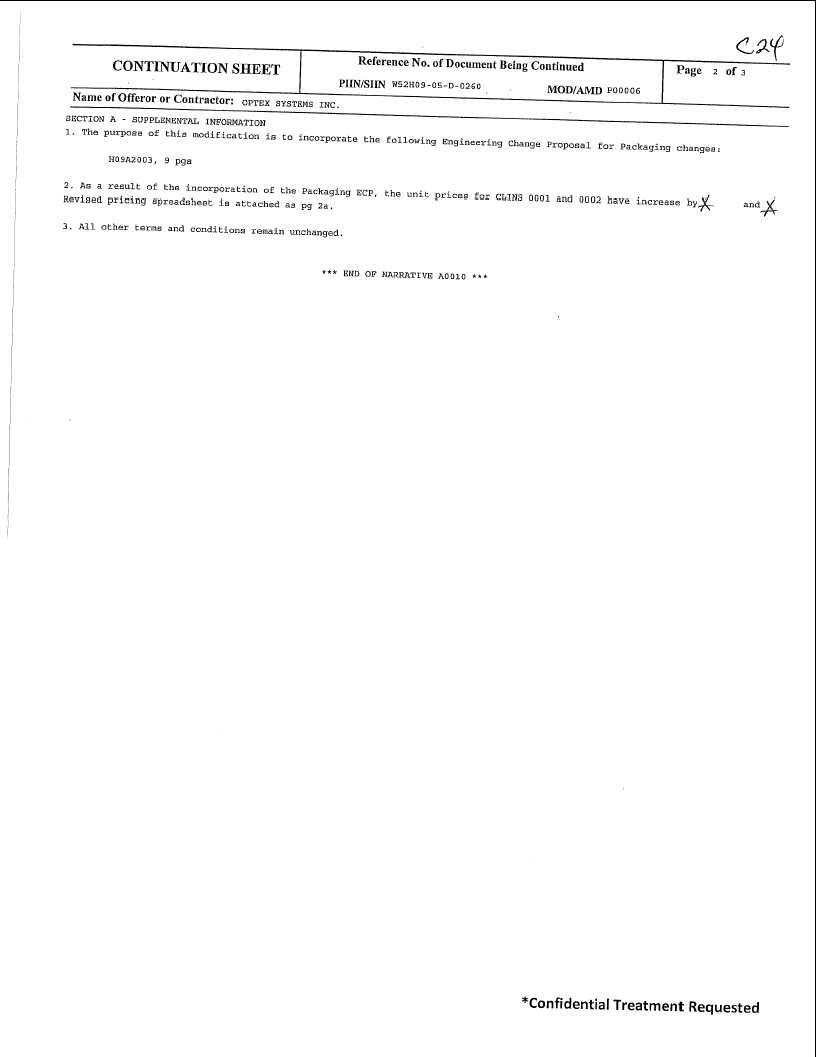 C24
CONTINUATION SHEET
Reference No. of Document Being Continued
PIIN/SIIN W52H09-05-D-0260 MOD/AMD P00006
Page 2 of 3
Name of Offeror or Contractor: OPTEX SYSTEMS INC.
SECTION A - SUPPLEMENTAL INFORMATION
1. The purpose of this modification is to incorporate the following Engineering Change Proposal for Packaging changes:
H09A2003, 9 pgs
2. As a result of the incorporation of the Packaging ECP, the unit prices for CLINS 0001 and 0002 have increase by * and *
Revised pricing spreadsheet is attached as pg 2a.
3. All other terms and conditions remain unchanged.
*** END OF NARRATIVE A0010 ***
*Confidential Treatment Requested